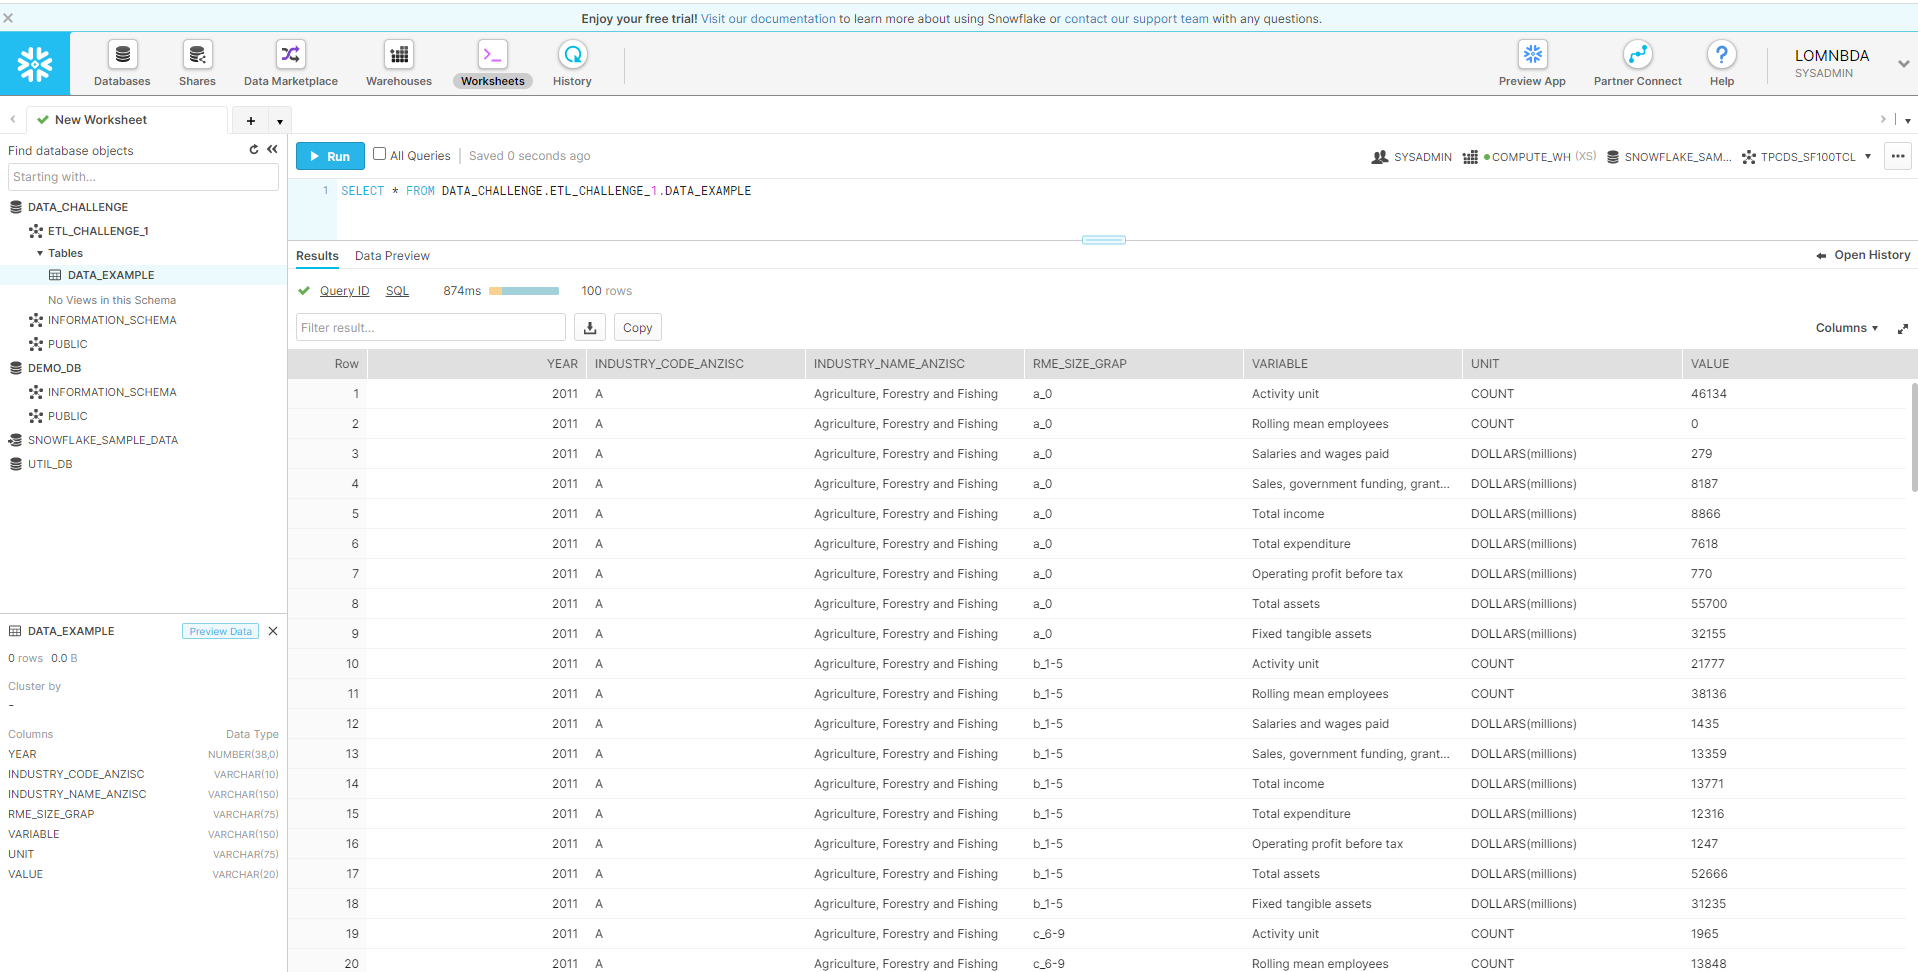 Enjoy your free trial! Visit our documentation to learn more about using Snowflake or contact our support team with any questions.
Databases Shares Data Marketplace Warehouses Worksheets History Preview App Partner Connect Help LOMNBDA
SYSADMIN
New Worksheet
Find database objects
Starting with...
DATA_CHALLENGE
ETL_CHALLENGE_1
Tables
DATA_EXAMPLE
No Views in this Schema
INFORMATION_SCHEMA
PUBLIC
DEMO_DB
INFORMATION_SCHEMA
PUBLIC
SNOWFLAKE_SAMPLE_DATA
UTIL_DB
DATA_EXAMPLE Preview Data
0 rows 0.0 B
Cluster by
-
Columns Data Type
YEAR NUMBER(38,0)
INDUSTRY_CODE_ANZISC VARCHAR(10)
INDUSTRY_NAME_ANZISC VARCHAR(150)
RME_SIZE_GRAP VARCHAR(75)
VARIABLE VARCHAR(150)
UNIT VARCHAR(75)
VALUE VARCHAR(20)
Run All Queries Saved 0 seconds ago SYSADMIN COMPUTE_WH (XS) SNOWFLAKE_SAM... TPCDS_SF100TCL
1 SELECT * FROM DATA_CHALLENGE.ETL_CHALLENGE_1.DATA_EXAMPLE
Results Data Preview Open History
Query ID SQL 874ms 100 rows
Filter result... Copy Columns
Row YEAR INDUSTRY_CODE_ANZISC INDUSTRY_NAME_ANZISC RME_SIZE_GRAP VARIABLE UNIT VALUE
1 2011 A Agriculture, Forestry and Fishing a_0 Activity unit COUNT 46134
2 2011 A Agriculture, Forestry and Fishing a_0 Rolling mean employees COUNT 0
3 2011 A Agriculture, Forestry and Fishing a_0 Salaries and wages paid DOLLARS(millions) 279
4 2011 A Agriculture, Forestry and Fishing a_0 Sales, government funding, grant... DOLLARS(millions) 8187
5 2011 A Agriculture, Forestry and Fishing a_0 Total income DOLLARS(millions) 8866
6 2011 A Agriculture, Forestry and Fishing a_0 Total expenditure DOLLARS(millions) 7618
7 2011 A Agriculture, Forestry and Fishing a_0 Operating profit before tax DOLLARS(millions) 770
8 2011 A Agriculture, Forestry and Fishing a_0 Total assets DOLLARS(millions) 55700
9 2011 A Agriculture, Forestry and Fishing a_0 Fixed tangible assets DOLLARS(millions) 32155
10 2011 A Agriculture, Forestry and Fishing b_1-5 Activity unit COUNT 21777
11 2011 A Agriculture, Forestry and Fishing b_1-5 Rolling mean employees COUNT 38136
12 2011 A Agriculture, Forestry and Fishing b_1-5 Salaries and wages paid DOLLARS(millions) 1435
13 2011 A Agriculture, Forestry and Fishing b_1-5 Sales, government funding, grant... DOLLARS(millions) 13359
14 2011 A Agriculture, Forestry and Fishing b_1-5 Total income DOLLARS(millions) 13771
15 2011 A Agriculture, Forestry and Fishing b_1-5 Total expenditure DOLLARS(millions) 12316
16 2011 A Agriculture, Forestry and Fishing b_1-5 Operating profit before tax DOLLARS(millions) 1247
17 2011 A Agriculture, Forestry and Fishing b_1-5 Total assets DOLLARS(millions) 52666
18 2011 A Agriculture, Forestry and Fishing b_1-5 Fixed tangible assets DOLLARS(millions) 31235
19 2011 A Agriculture, Forestry and Fishing c_6-9 Activity unit COUNT 1965
20 2011 A Agriculture, Forestry and Fishing c_6-9 Rolling mean employees COUNT 13848